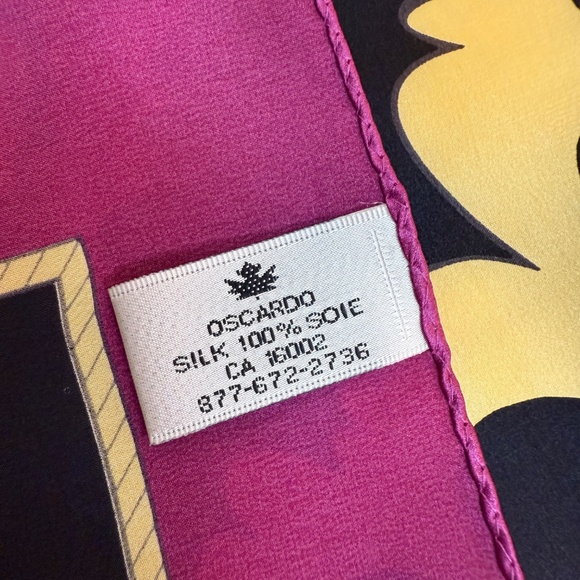 OSCARDO
SILK 100% SOIE
CA 16002
877-672-2736